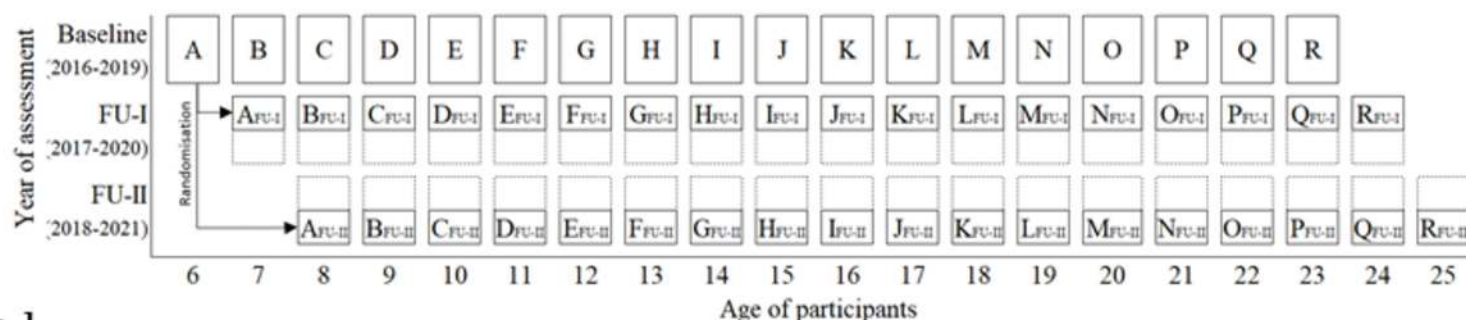 Year of assessment
Baseline
(2016-2019)
A B C D E F G H I J K L M N O P Q R
FU-I
(2017-2020)
AFU-I BFU-I CFU-I DFU-I EFU-I FFU-I GFU-I HFU-I IFU-I JFU-I KFU-I LFU-I MFU-I NFU-I OFU-I PFU-I QFU-I RFU-I
Randomisation
FU-II
(2018-2021)
AFU-II BFU-II CFU-II DFU-II EFU-II FFU-II GFU-II HFU-II IFU-II JFU-II KFU-II LFU-II MFU-II NFU-II OFU-II PFU-II QFU-II RFU-II
6 7 8 9 10 11 12 13 14 15 16 17 18 19 20 21 22 23 24 25
Age of participants